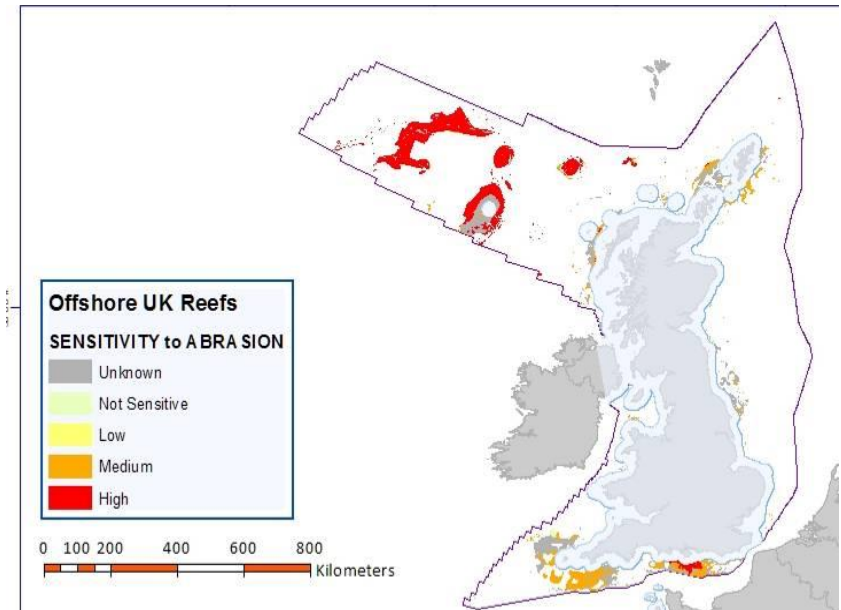 Offshore UK Reefs
SENSITIVITY to ABRASION
Unknown
Not Sensitive
Low
Medium
High
0 100 200 400 600 800
Kilometers